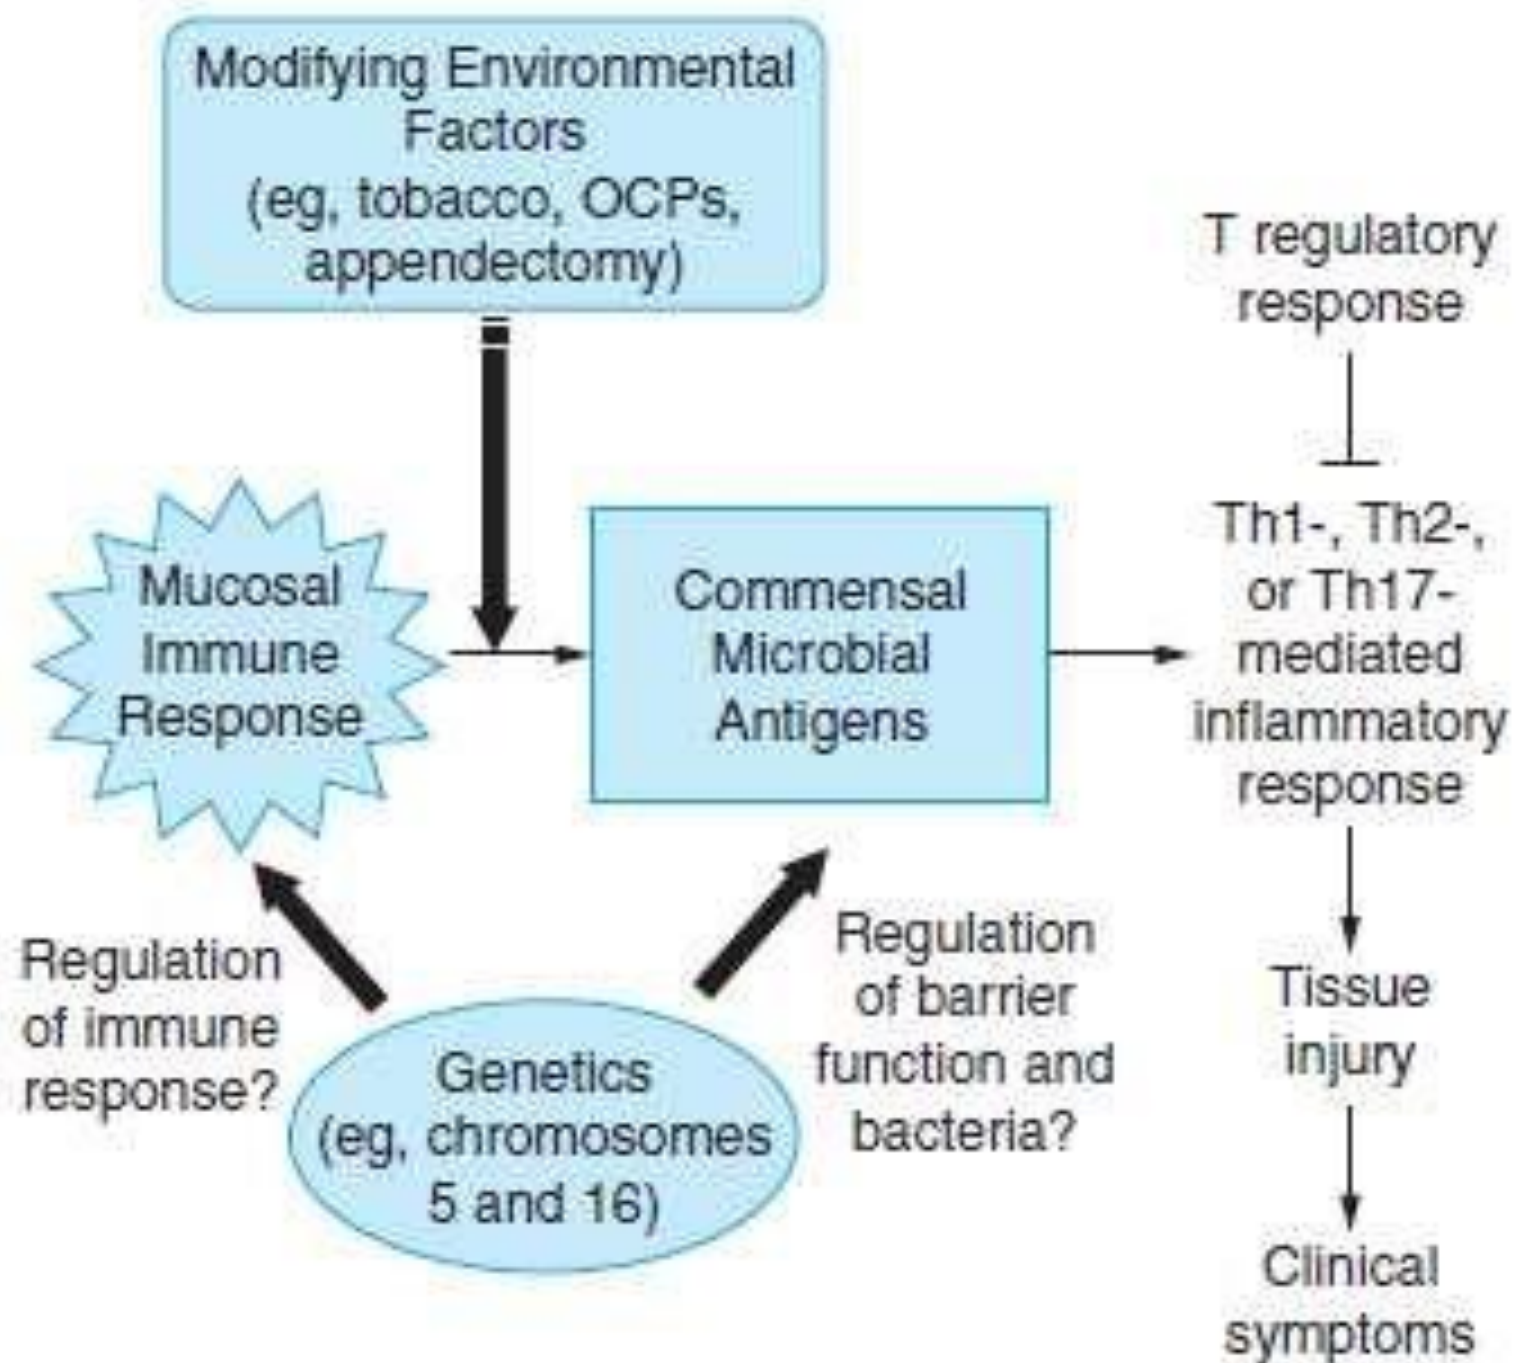 Modifying Environmental
Factors
(eg, tobacco, OCPs,
appendectomy)
T regulatory
response
Mucosal
Immune
Response
Commensal
Microbial
Antigens
Th1-, Th2-,
or Th17-
mediated
inflammatory
response
Regulation
of immune
response?
Genetics
(eg, chromosomes
5 and 16)
Regulation
of barrier
function and
bacteria?
Tissue
injury
Clinical
symptoms